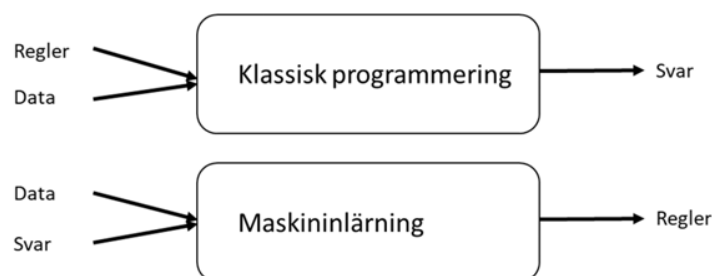 Regler
Data
Klassisk programmering
Svar
Data
Svar
Maskininlärning
Regler